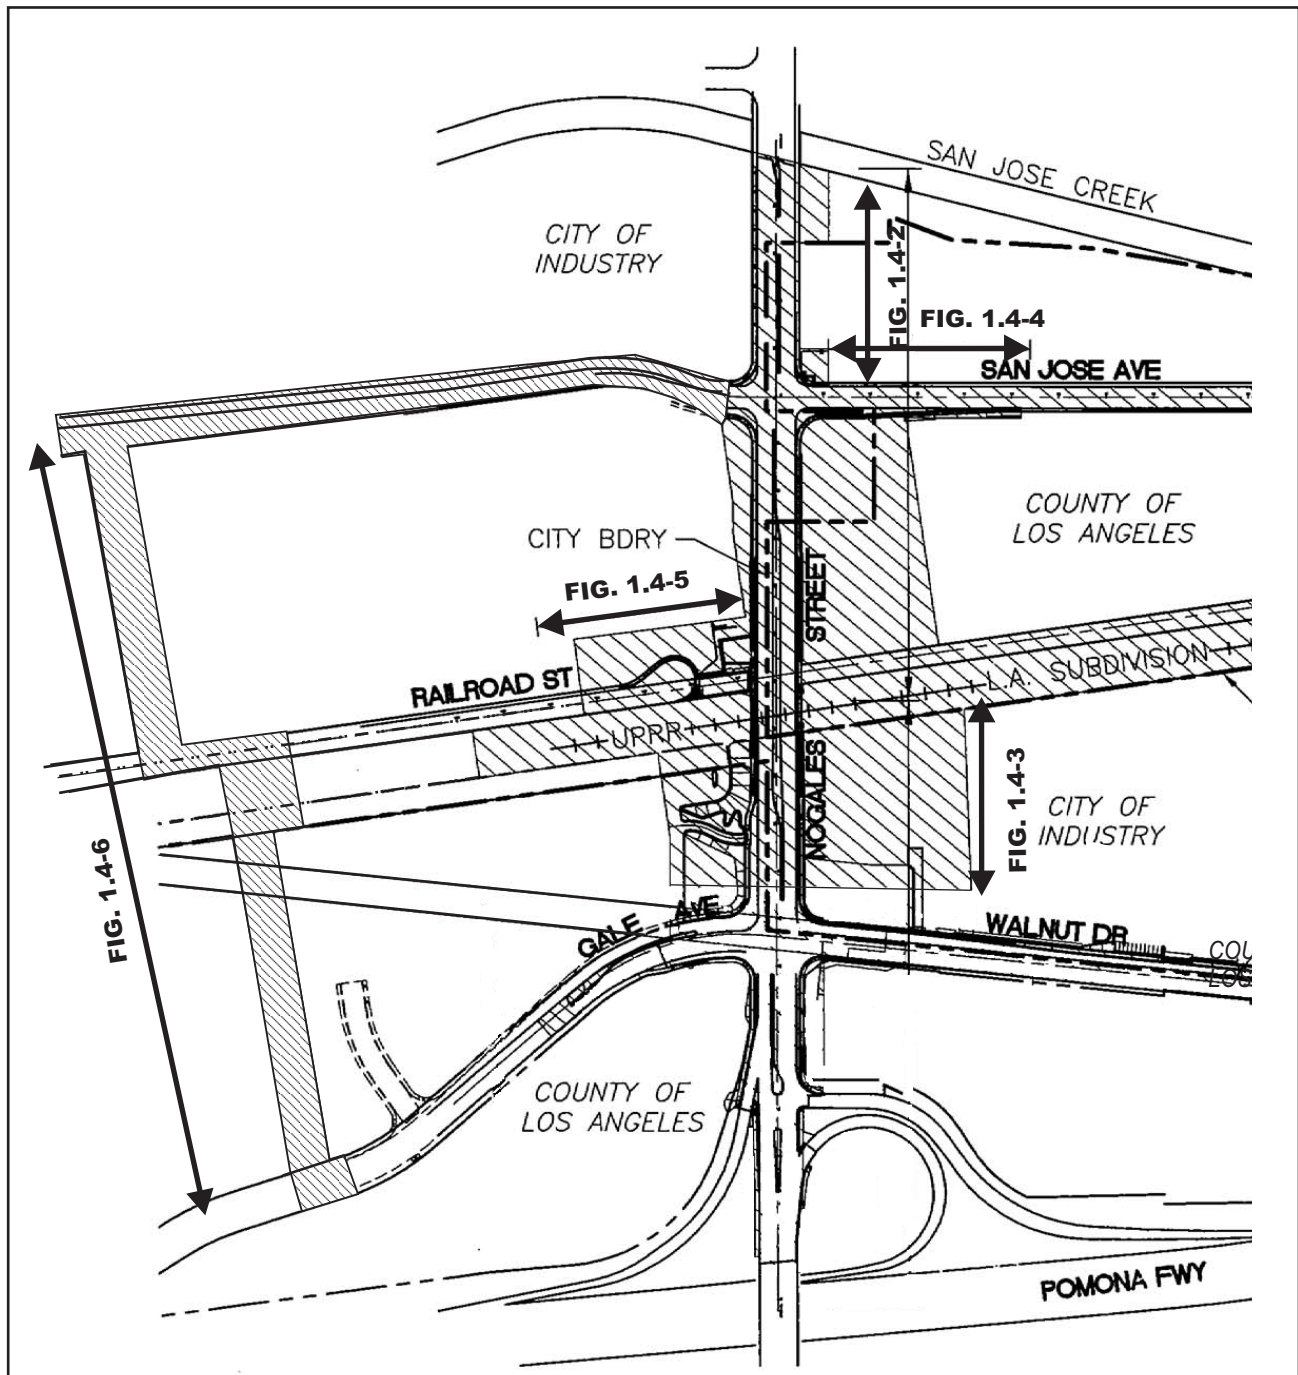 SAN JOSE CREEK
CITY OF
INDUSTRY
FIG. 1.4-2
FIG. 1.4-4
SAN JOSE AVE
COUNTY OF
LOS ANGELES
CITY BDRY
FIG. 1.4-5
STREET
RAILROAD ST
L.A. SUBDIVISION
UPRR
NOGALES
FIG. 1.4-3
CITY OF
INDUSTRY
FIG. 1.4-6
GALE AVE
WALNUT DR
COU
COUNTY OF
LOS ANGELES
POMONA FWY